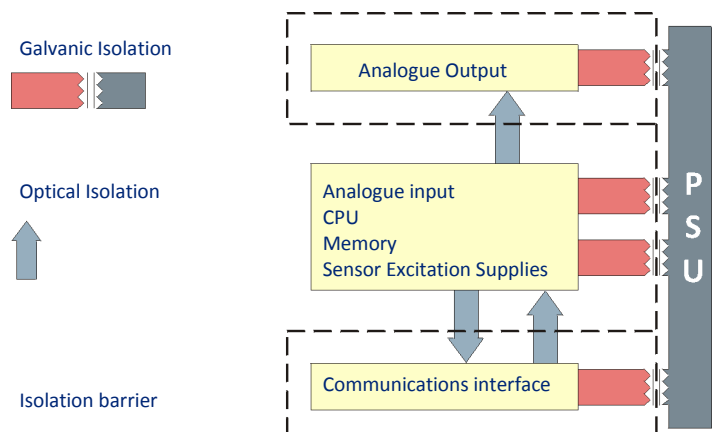 Galvanic Isolation
Analogue Output
Optical Isolation
Analogue input
CPU
Memory
Sensor Excitation Supplies
Communications interface
Isolation barrier
P
S
U